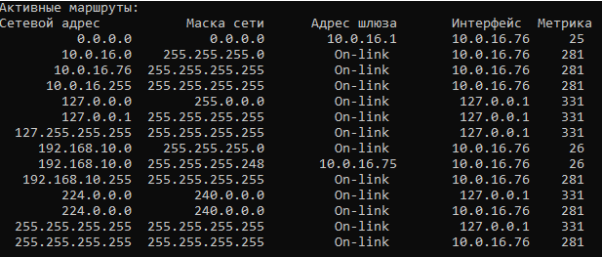 Активные маршруты:
Сетевой адрес Маска сети Адрес шлюза Интерфейс Метрика
0.0.0.0 0.0.0.0 10.0.16.1 10.0.16.76 25
10.0.16.0 255.255.255.0 On-link 10.0.16.76 281
10.0.16.76 255.255.255.255 On-link 10.0.16.76 281
10.0.16.255 255.255.255.255 On-link 10.0.16.76 281
127.0.0.0 255.0.0.0 On-link 127.0.0.1 331
127.0.0.1 255.255.255.255 On-link 127.0.0.1 331
127.255.255.255 255.255.255.255 On-link 127.0.0.1 331
192.168.10.0 255.255.255.0 On-link 10.0.16.76 26
192.168.10.0 255.255.255.248 10.0.16.75 10.0.16.76 26
192.168.10.255 255.255.255.255 On-link 10.0.16.76 281
224.0.0.0 240.0.0.0 On-link 127.0.0.1 331
224.0.0.0 240.0.0.0 On-link 10.0.16.76 281
255.255.255.255 255.255.255.255 On-link 127.0.0.1 331
255.255.255.255 255.255.255.255 On-link 10.0.16.76 281